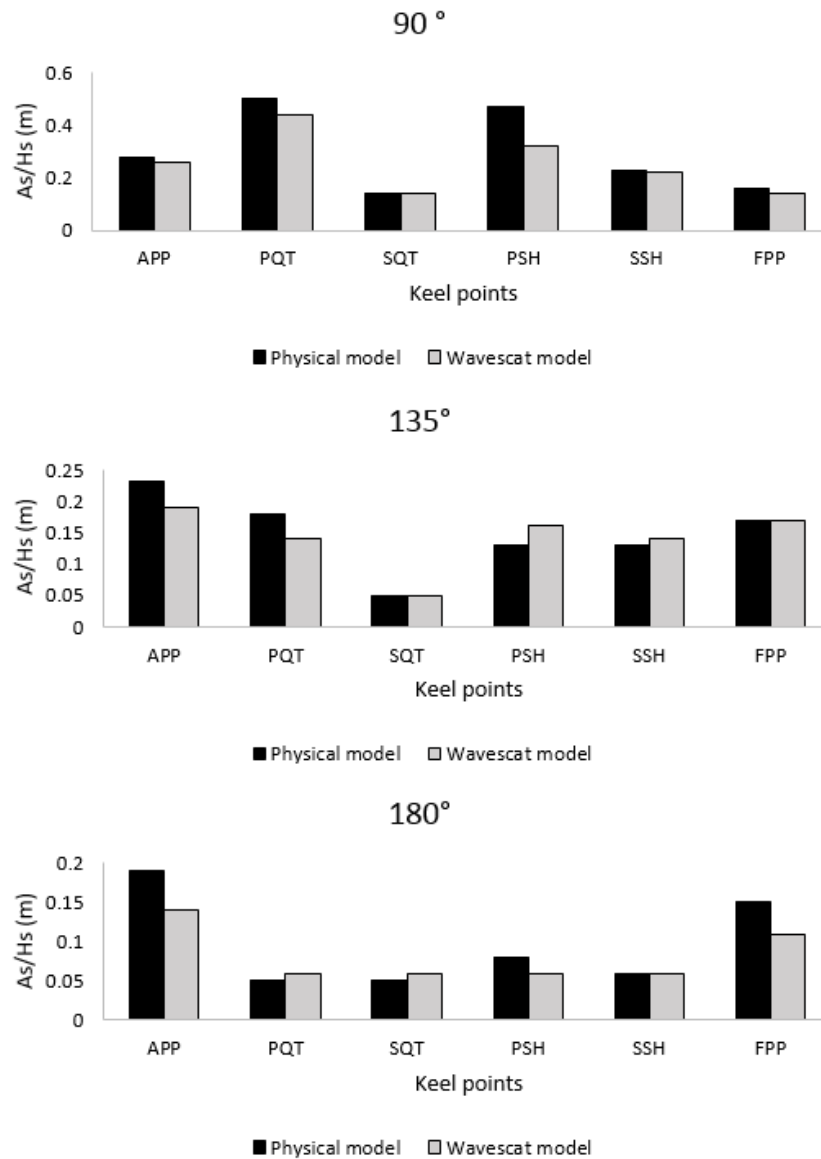 90 °
0.6
0.4
0.2
0
As/Hs (m)
APP PQT SQT PSH SSH FPP
Keel points
Physical model Wavescat model
135°
0.25
0.2
0.15
0.1
0.05
0
As/Hs (m)
APP PQT SQT PSH SSH FPP
Keel points
Physical model Wavescat model
180°
0.2
0.15
0.1
0.05
0
As/Hs (m)
APP PQT SQT PSH SSH FPP
Keel points
Physical model Wavescat model